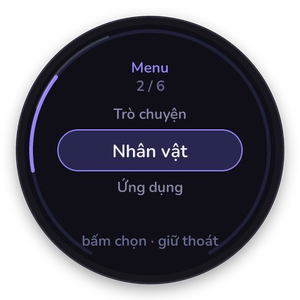 Menu
2 / 6
Trò chuyện
Nhân vật
Ứng dụng
bấm chọn · giữ thoát